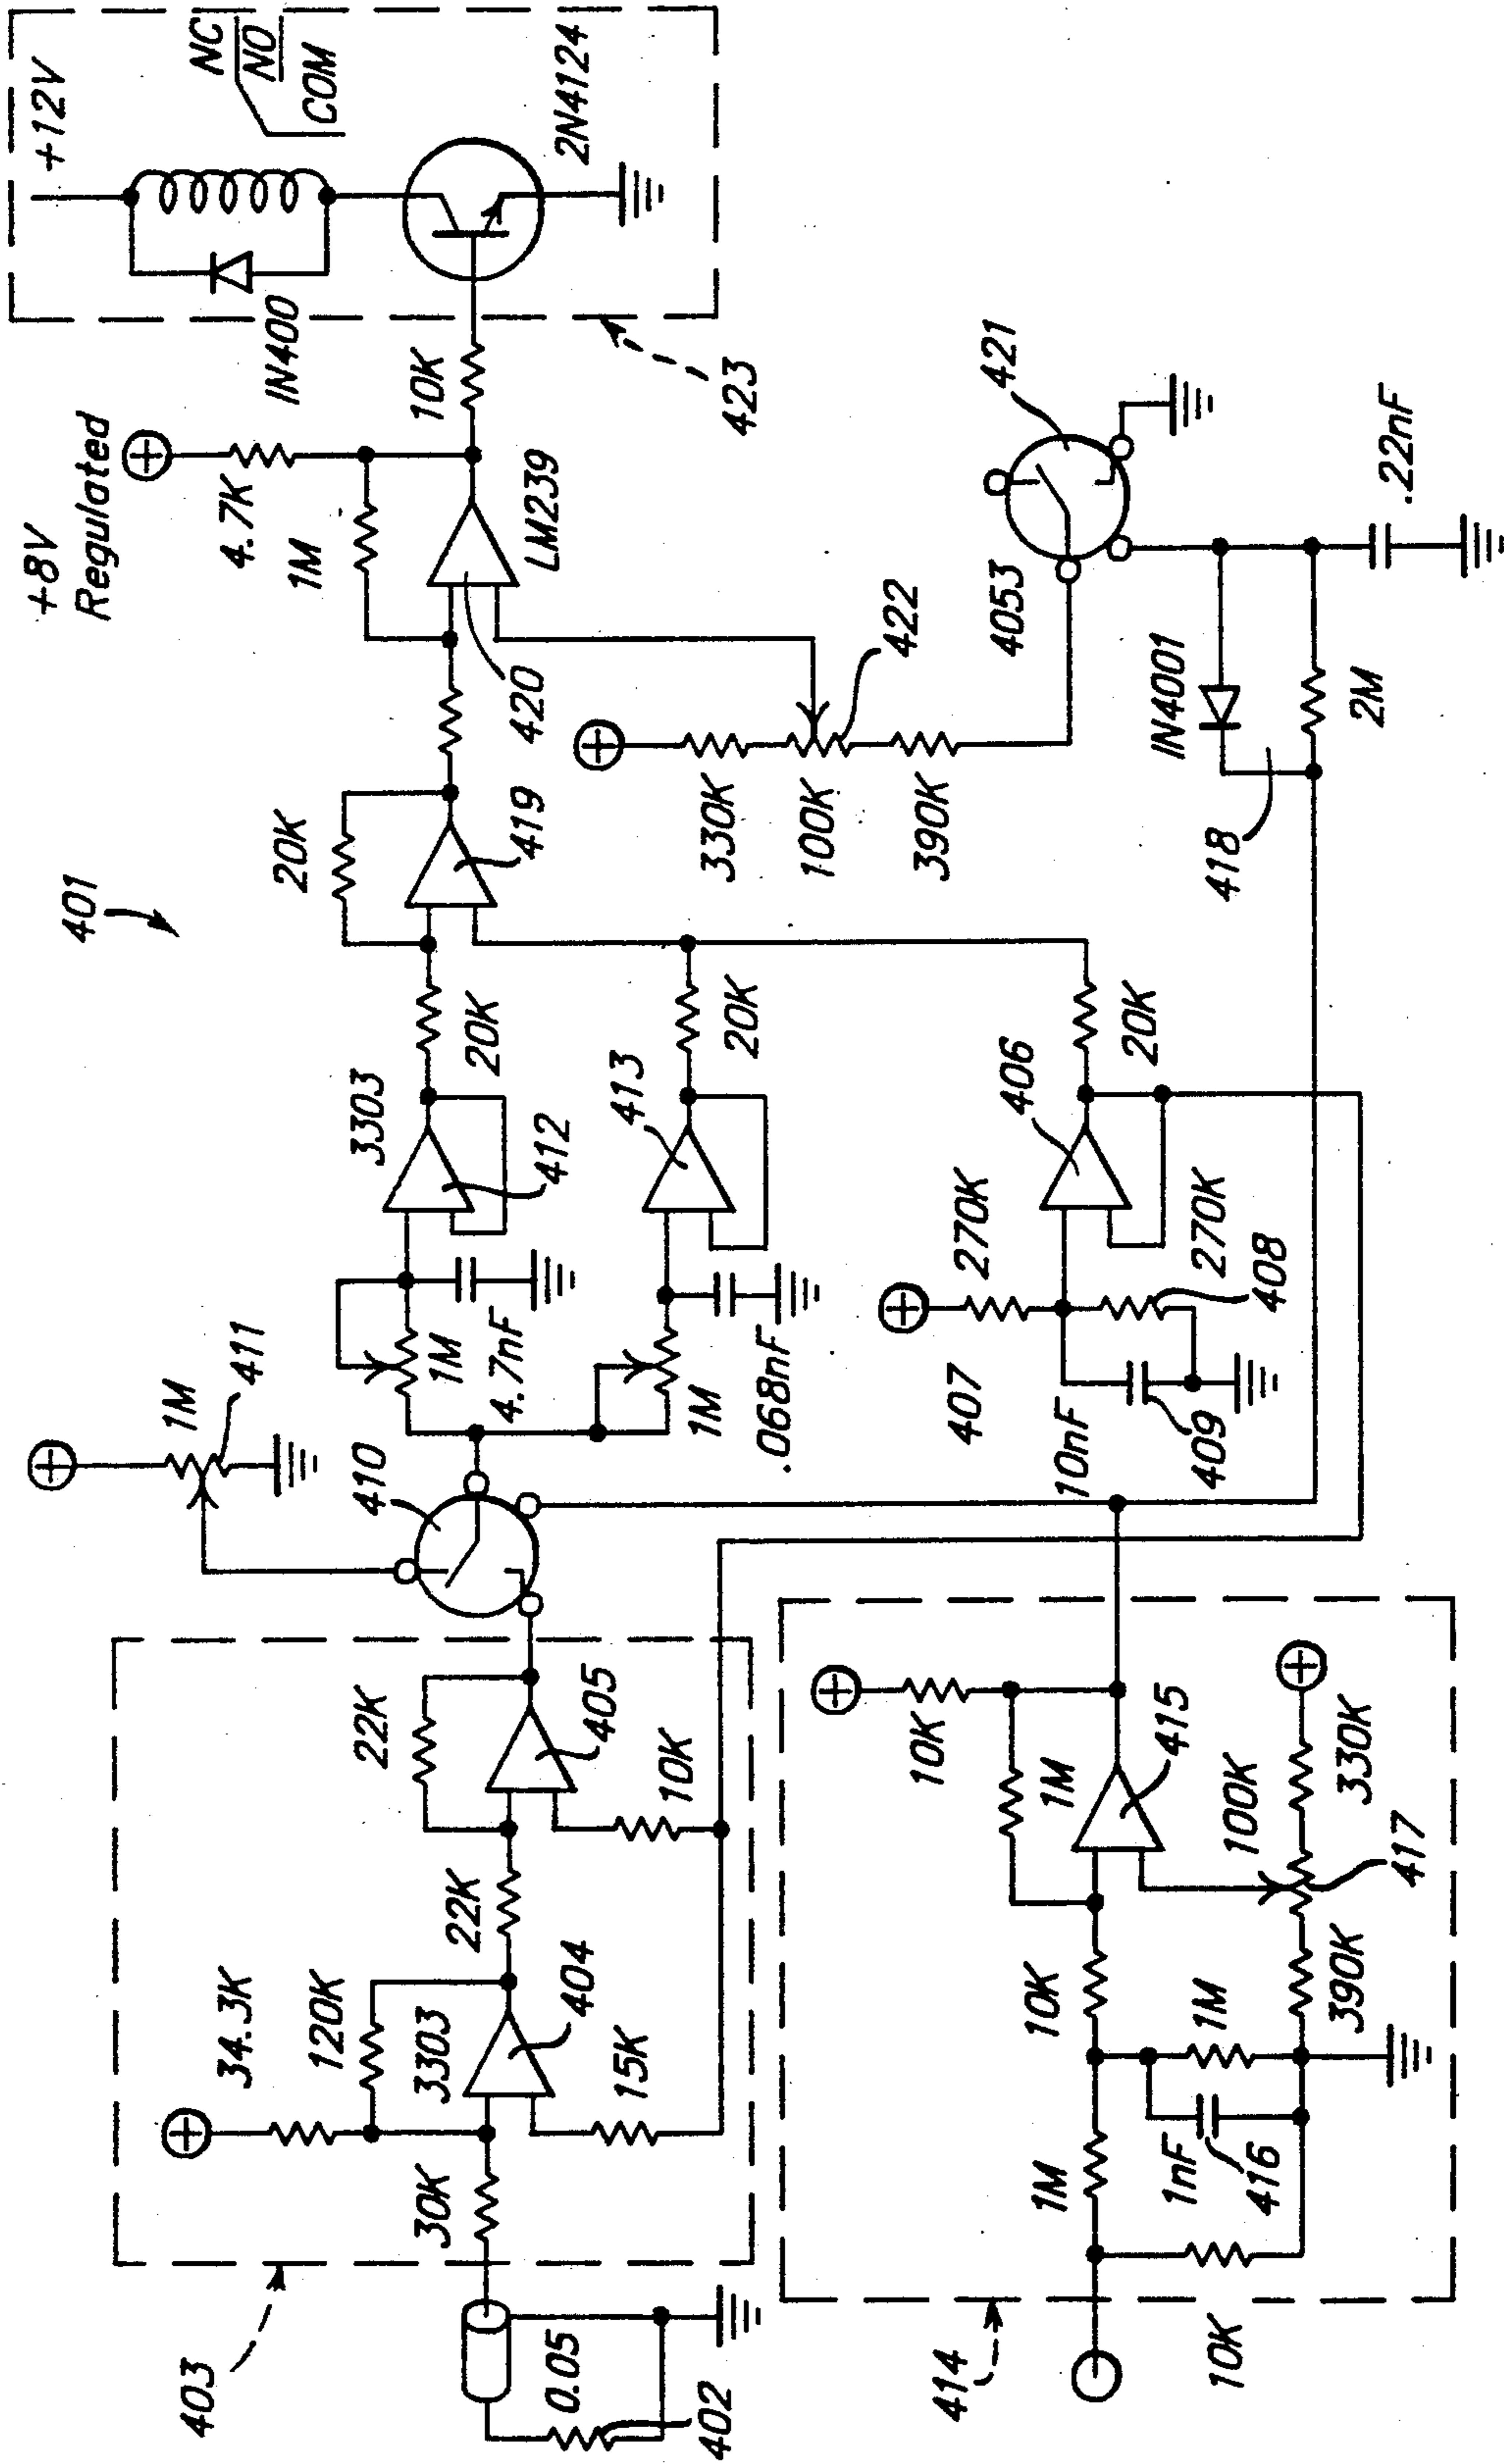 401
+8V
Regulated
+12V
NC
NO
COM
IN400
2N4124
423
4.7K
1M
10K
LM239
420
20K
419
3303
20K
412
1M
4.7nF
1M
411
410
413
20K
1M
.068nF
330K
100K
390K
422
4053
421
IN4001
418
2M
.22nF
270K
406
20K
407
10nF
409
270K
408
403
34.3K
120K
22K
22K
3303
404
405
30K
15K
10K
0.05
402
414
10K
1M
10K
10K
1M
415
1nF
416
1M
100K
390K
330K
417